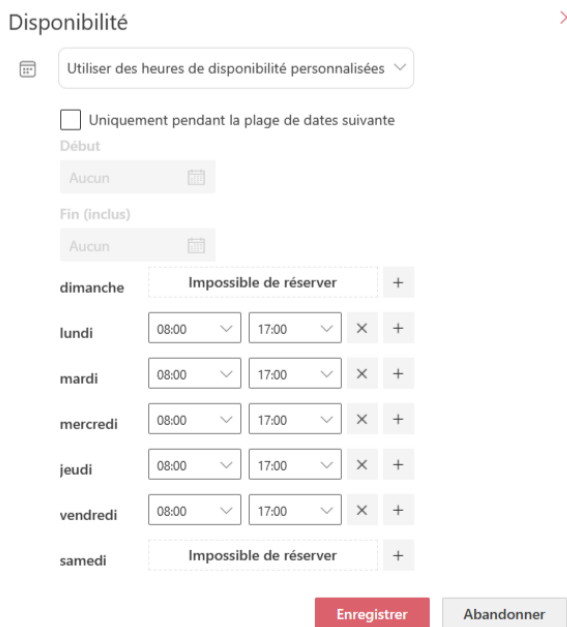 Disponibilité
Utiliser des heures de disponibilité personnalisées
Uniquement pendant la plage de dates suivante
Début
Aucun
Fin (inclus)
Aucun
dimanche Impossible de réserver +
lundi 08:00 17:00 × +
mardi 08:00 17:00 × +
mercredi 08:00 17:00 × +
jeudi 08:00 17:00 × +
vendredi 08:00 17:00 × +
samedi Impossible de réserver +
Enregistrer Abandonner